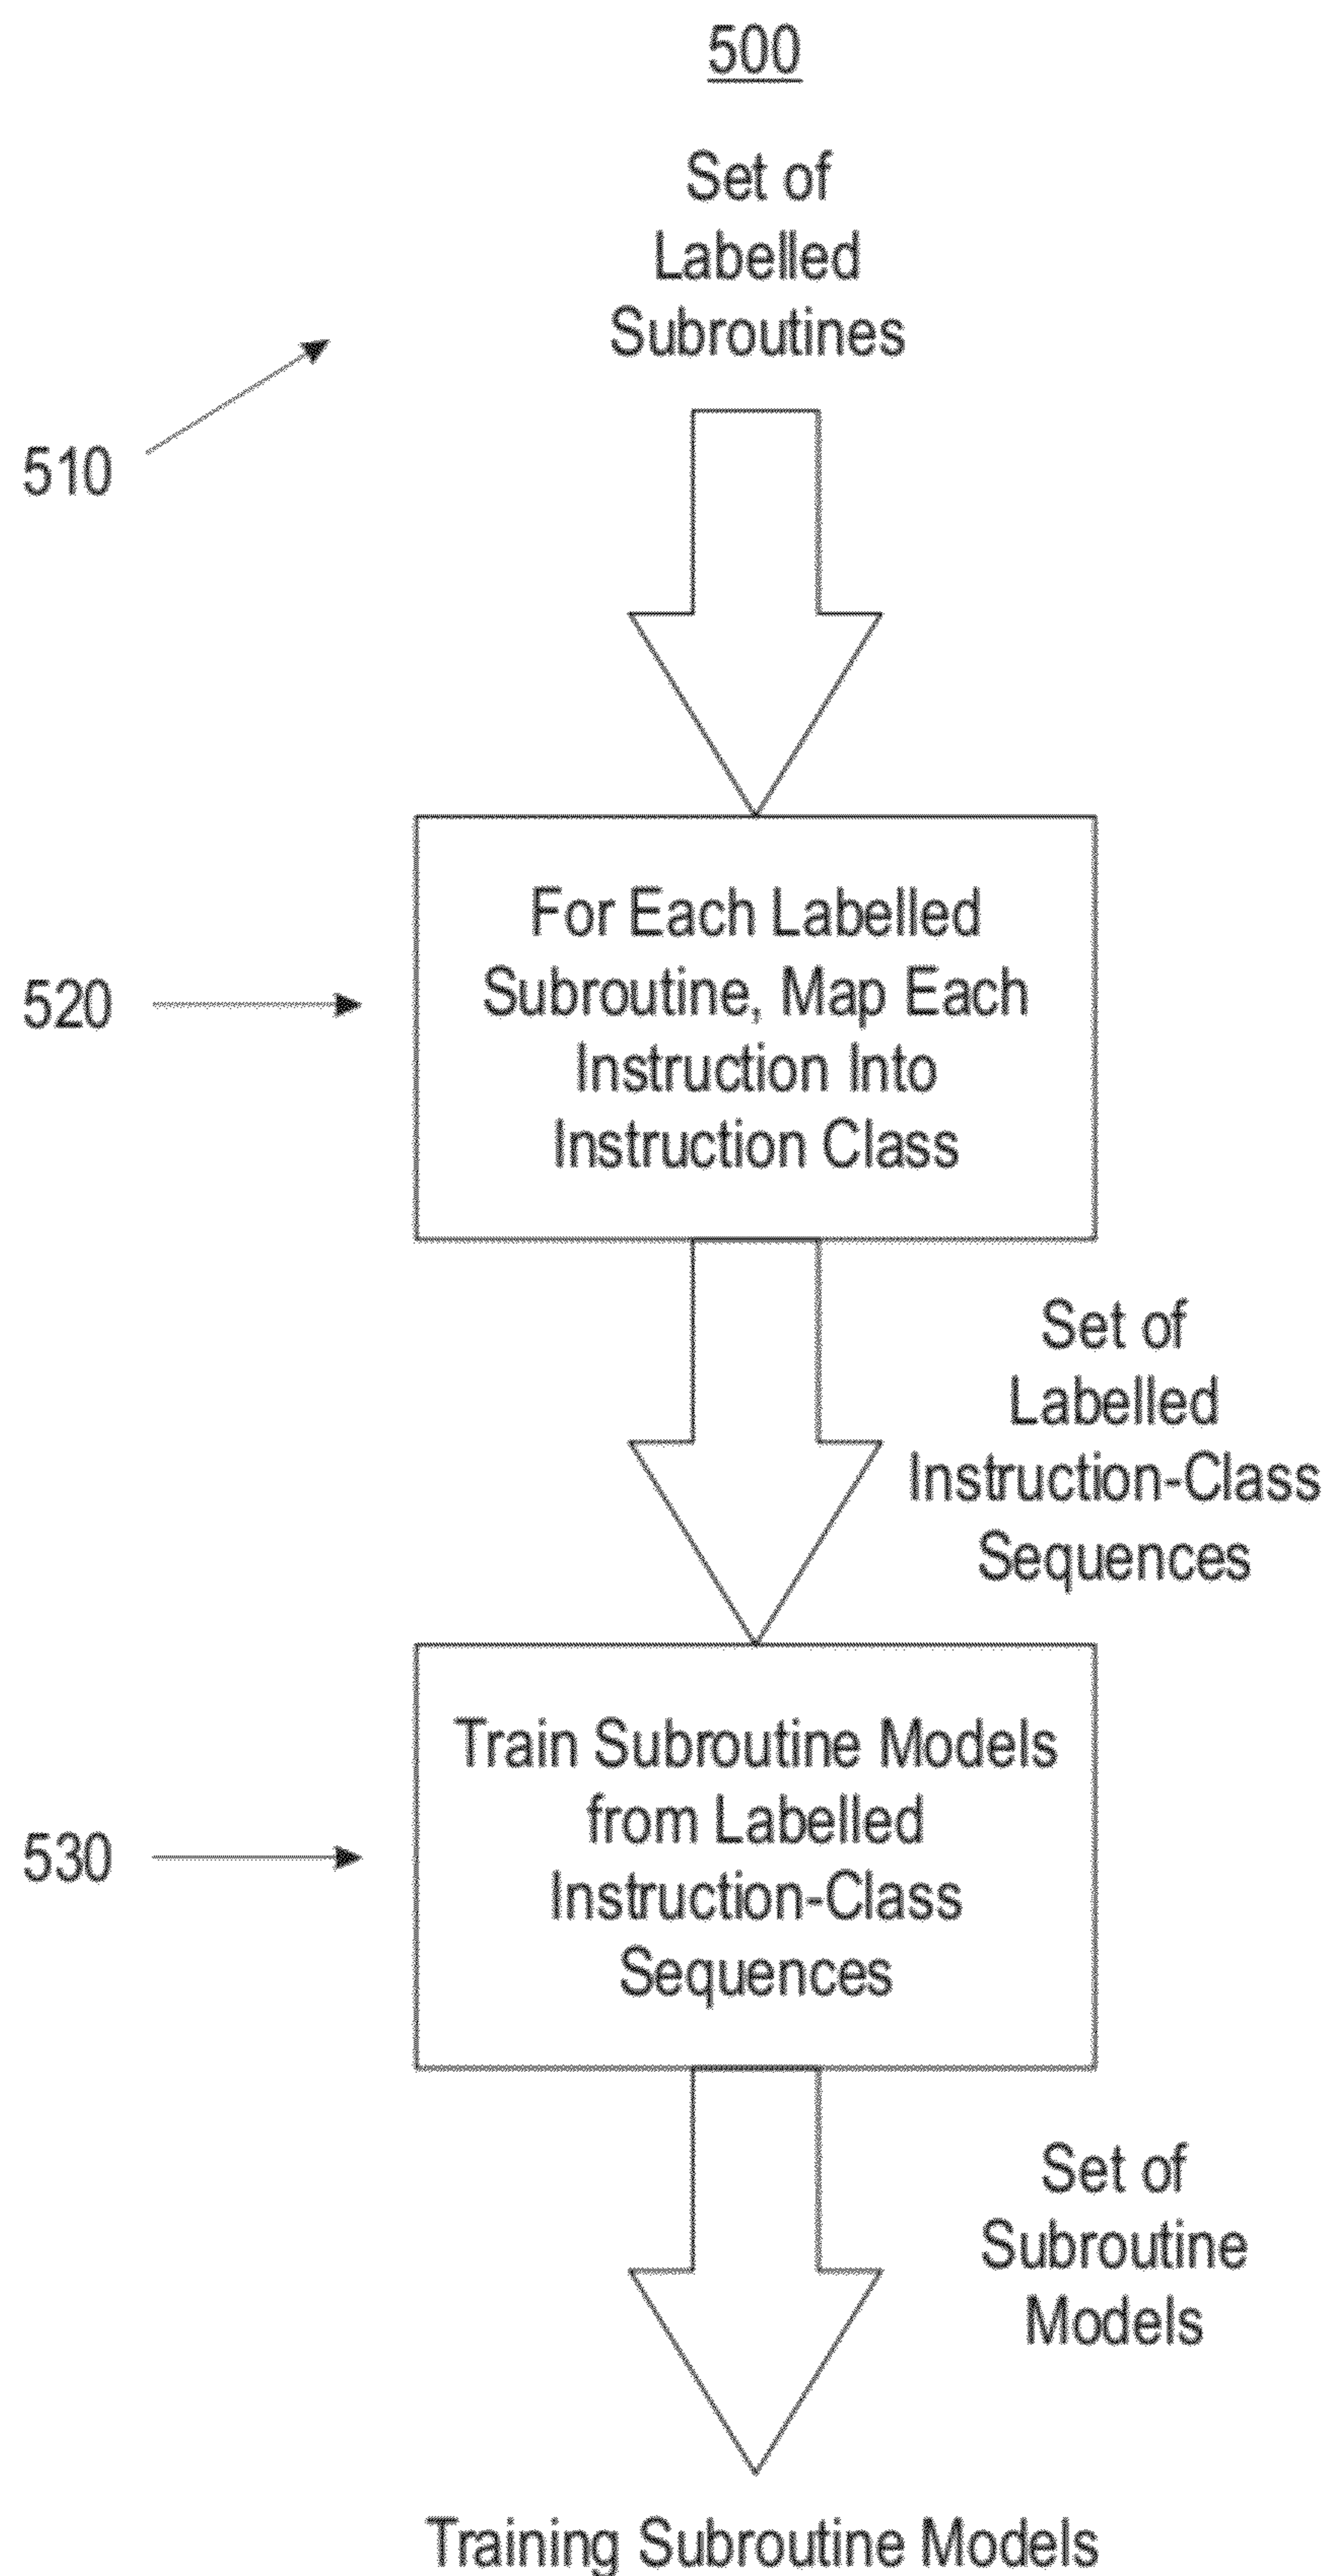 500
Set of
Labelled
Subroutines
510
520
For Each Labelled
Subroutine, Map Each
Instruction Into
Instruction Class
Set of
Labelled
Instruction-Class
Sequences
530
Train Subroutine Models
from Labelled
Instruction-Class
Sequences
Set of
Subroutine
Models
Training Subroutine Models